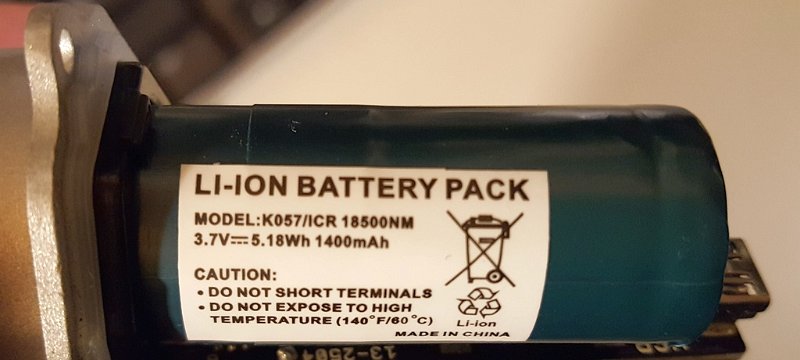 LI-ION BATTERY PACK
MODEL:K057/ICR 18500NM
3.7V⎓5.18Wh 1400mAh
CAUTION:
• DO NOT SHORT TERMINALS
• DO NOT EXPOSE TO HIGH
TEMPERATURE (140°F/60°C)
Li-ion
MADE IN CHINA